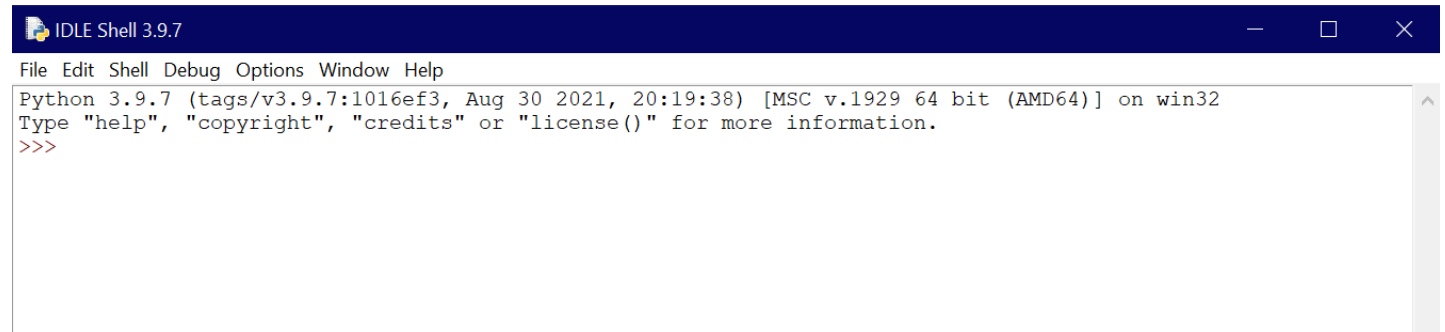 IDLE Shell 3.9.7
File Edit Shell Debug Options Window Help
Python 3.9.7 (tags/v3.9.7:1016ef3, Aug 30 2021, 20:19:38) [MSC v.1929 64 bit (AMD64)] on win32
Type "help", "copyright", "credits" or "license()" for more information.
>>>